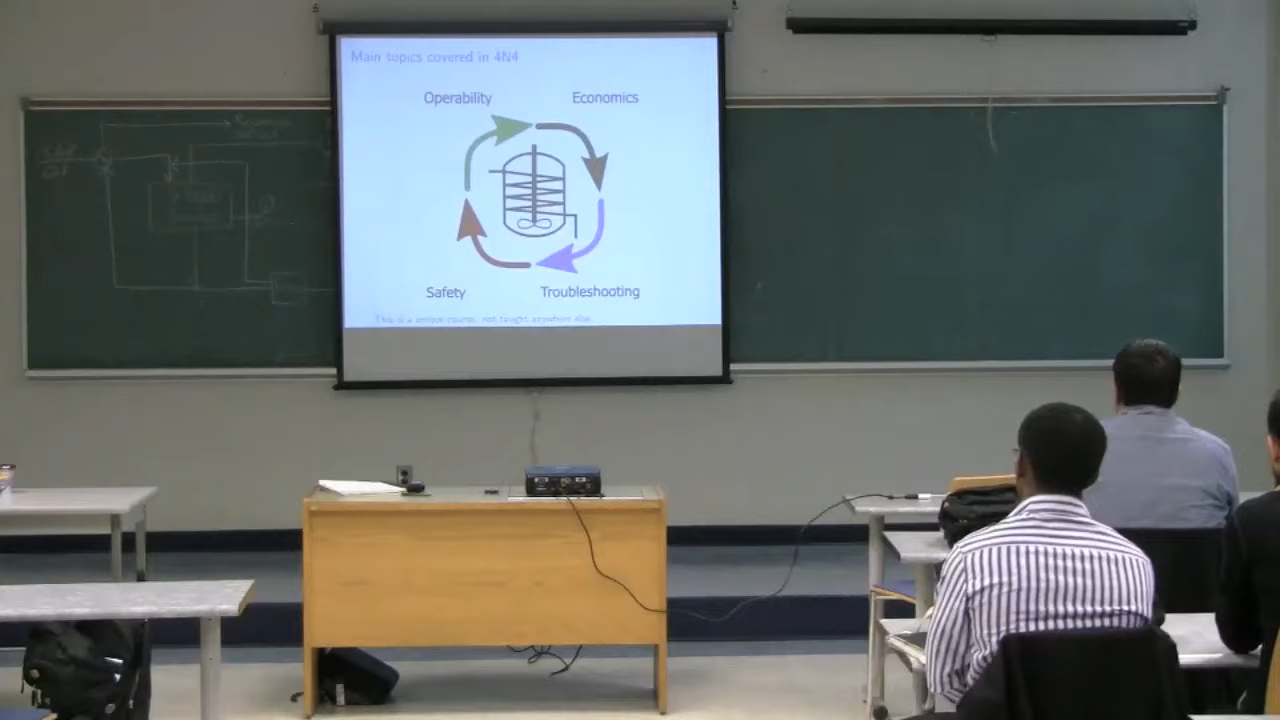 Main topics covered in 4N4
Operability
Economics
Safety
Troubleshooting
This is a unique course: not taught anywhere else.